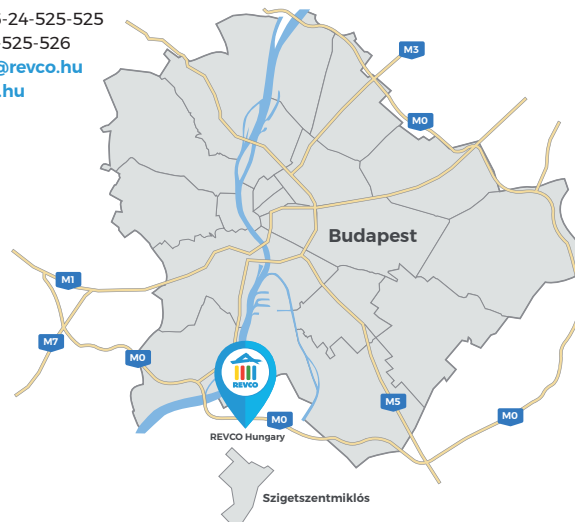 -24-525-525
-525-526
@revco.hu
.hu
M3
M0
Budapest
M1
M7
M0
REVCO
M5
M0
M0
REVCO Hungary
Szigetszentmiklós